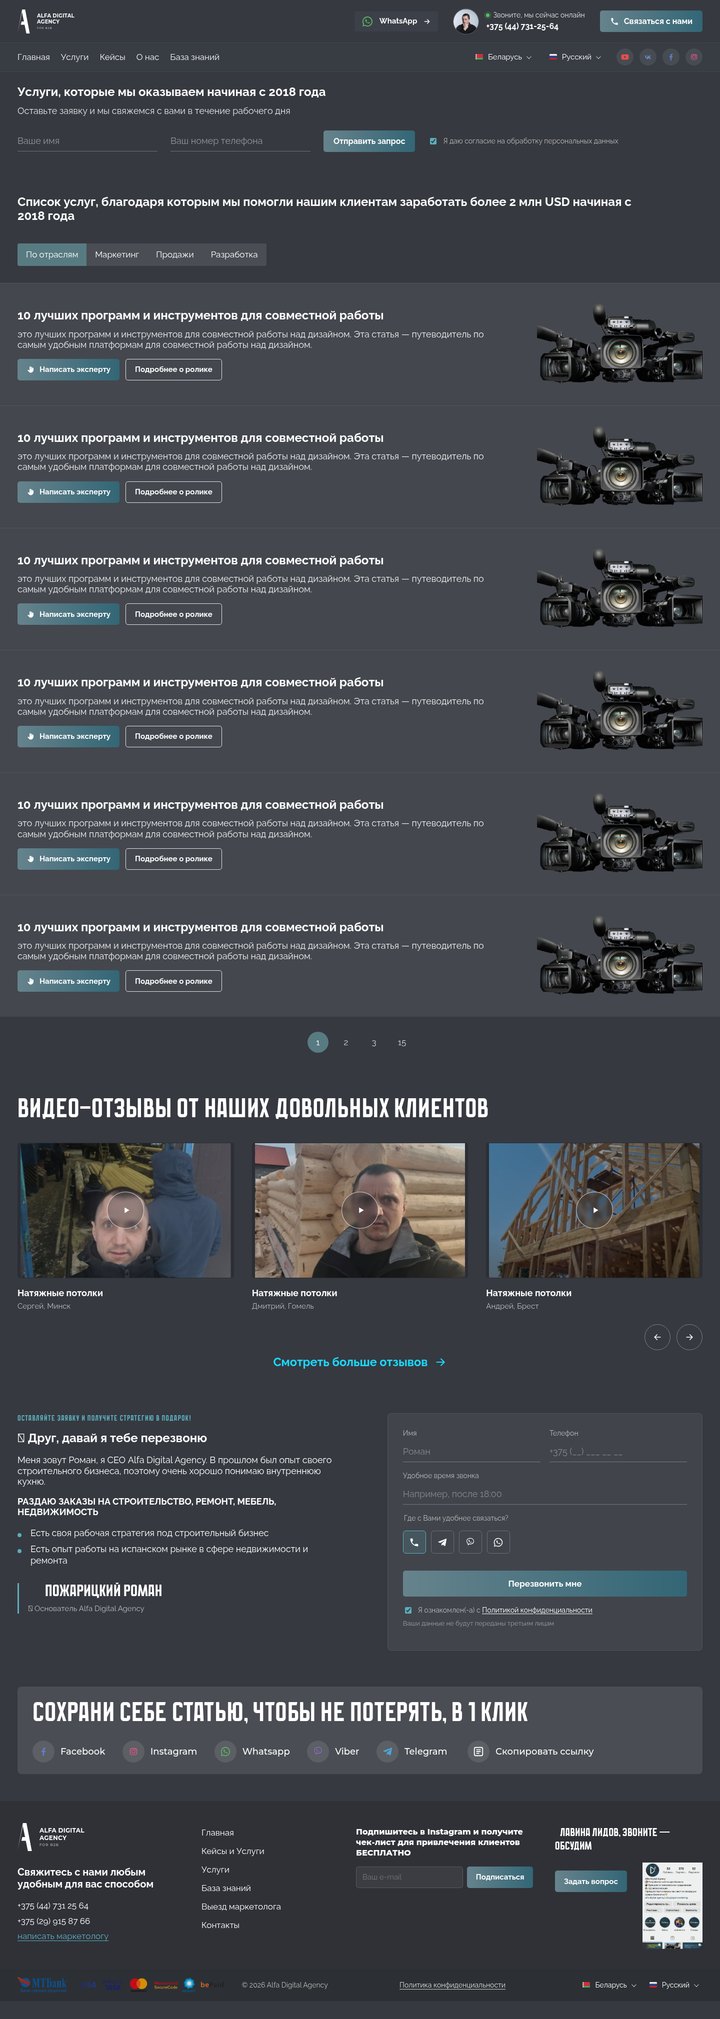 ALFA DIGITAL
AGENCY
FOR B2B
WhatsApp
Звоните, мы сейчас онлайн
+375 (44) 731-25-64
Связаться с нами
Главная
Услуги
Кейсы
О нас
База знаний
Беларусь
Русский
Услуги, которые мы оказываем начиная с 2018 года
Оставьте заявку и мы свяжемся с вами в течение рабочего дня
Ваше имя
Ваш номер телефона
Отправить запрос
Я даю согласие на обработку персональных данных
Список услуг, благодаря которым мы помогли нашим клиентам заработать более 2 млн USD начиная с
2018 года
По отраслям
Маркетинг
Продажи
Разработка
10 лучших программ и инструментов для совместной работы
это лучших программ и инструментов для совместной работы над дизайном. Эта статья — путеводитель по
самым удобным платформам для совместной работы над дизайном.
Написать эксперту
Подробнее о ролике
10 лучших программ и инструментов для совместной работы
это лучших программ и инструментов для совместной работы над дизайном. Эта статья — путеводитель по
самым удобным платформам для совместной работы над дизайном.
Написать эксперту
Подробнее о ролике
10 лучших программ и инструментов для совместной работы
это лучших программ и инструментов для совместной работы над дизайном. Эта статья — путеводитель по
самым удобным платформам для совместной работы над дизайном.
Написать эксперту
Подробнее о ролике
10 лучших программ и инструментов для совместной работы
это лучших программ и инструментов для совместной работы над дизайном. Эта статья — путеводитель по
самым удобным платформам для совместной работы над дизайном.
Написать эксперту
Подробнее о ролике
10 лучших программ и инструментов для совместной работы
это лучших программ и инструментов для совместной работы над дизайном. Эта статья — путеводитель по
самым удобным платформам для совместной работы над дизайном.
Написать эксперту
Подробнее о ролике
10 лучших программ и инструментов для совместной работы
это лучших программ и инструментов для совместной работы над дизайном. Эта статья — путеводитель по
самым удобным платформам для совместной работы над дизайном.
Написать эксперту
Подробнее о ролике
1
2
3
15
ВИДЕО-ОТЗЫВЫ ОТ НАШИХ ДОВОЛЬНЫХ КЛИЕНТОВ
Натяжные потолки
Сергей, Минск
Натяжные потолки
Дмитрий, Гомель
Натяжные потолки
Андрей, Брест
Смотреть больше отзывов
ОСТАВЛЯЙТЕ ЗАЯВКУ И ПОЛУЧИТЕ СТРАТЕГИЮ В ПОДАРОК!
Друг, давай я тебе перезвоню
Меня зовут Роман, я CEO Alfa Digital Agency. В прошлом был опыт своего
строительного бизнеса, поэтому очень хорошо понимаю внутреннюю
кухню.
РАЗДАЮ ЗАКАЗЫ НА СТРОИТЕЛЬСТВО, РЕМОНТ, МЕБЕЛЬ,
НЕДВИЖИМОСТЬ
Есть своя рабочая стратегия под строительный бизнес
Есть опыт работы на испанском рынке в сфере недвижимости и
ремонта
ПОЖАРИЦКИЙ РОМАН
Основатель Alfa Digital Agency
Имя
Телефон
Роман
+375 (__) ___ __ __
Удобное время звонка
Например, после 18:00
Где с Вами удобнее связаться?
Перезвонить мне
Я ознакомлен(-а) с Политикой конфиденциальности
Ваши данные не будут переданы третьим лицам
СОХРАНИ СЕБЕ СТАТЬЮ, ЧТОБЫ НЕ ПОТЕРЯТЬ, В 1 КЛИК
Facebook
Instagram
Whatsapp
Viber
Telegram
Скопировать ссылку
ALFA DIGITAL
AGENCY
FOR B2B
Свяжитесь с нами любым
удобным для вас способом
+375 (44) 731 25 64
+375 (29) 915 87 66
написать маркетологу
Главная
Кейсы и Услуги
Услуги
База знаний
Выезд маркетолога
Контакты
Подпишитесь в Instagram и получите
чек-лист для привлечения клиентов
БЕСПЛАТНО
Ваш e-mail
Подписаться
ЛАВИНА ЛИДОВ, ЗВОНИТЕ —
ОБСУДИМ
Задать вопрос
MTbank
© 2026 Alfa Digital Agency
Политика конфиденциальности
Беларусь
Русский